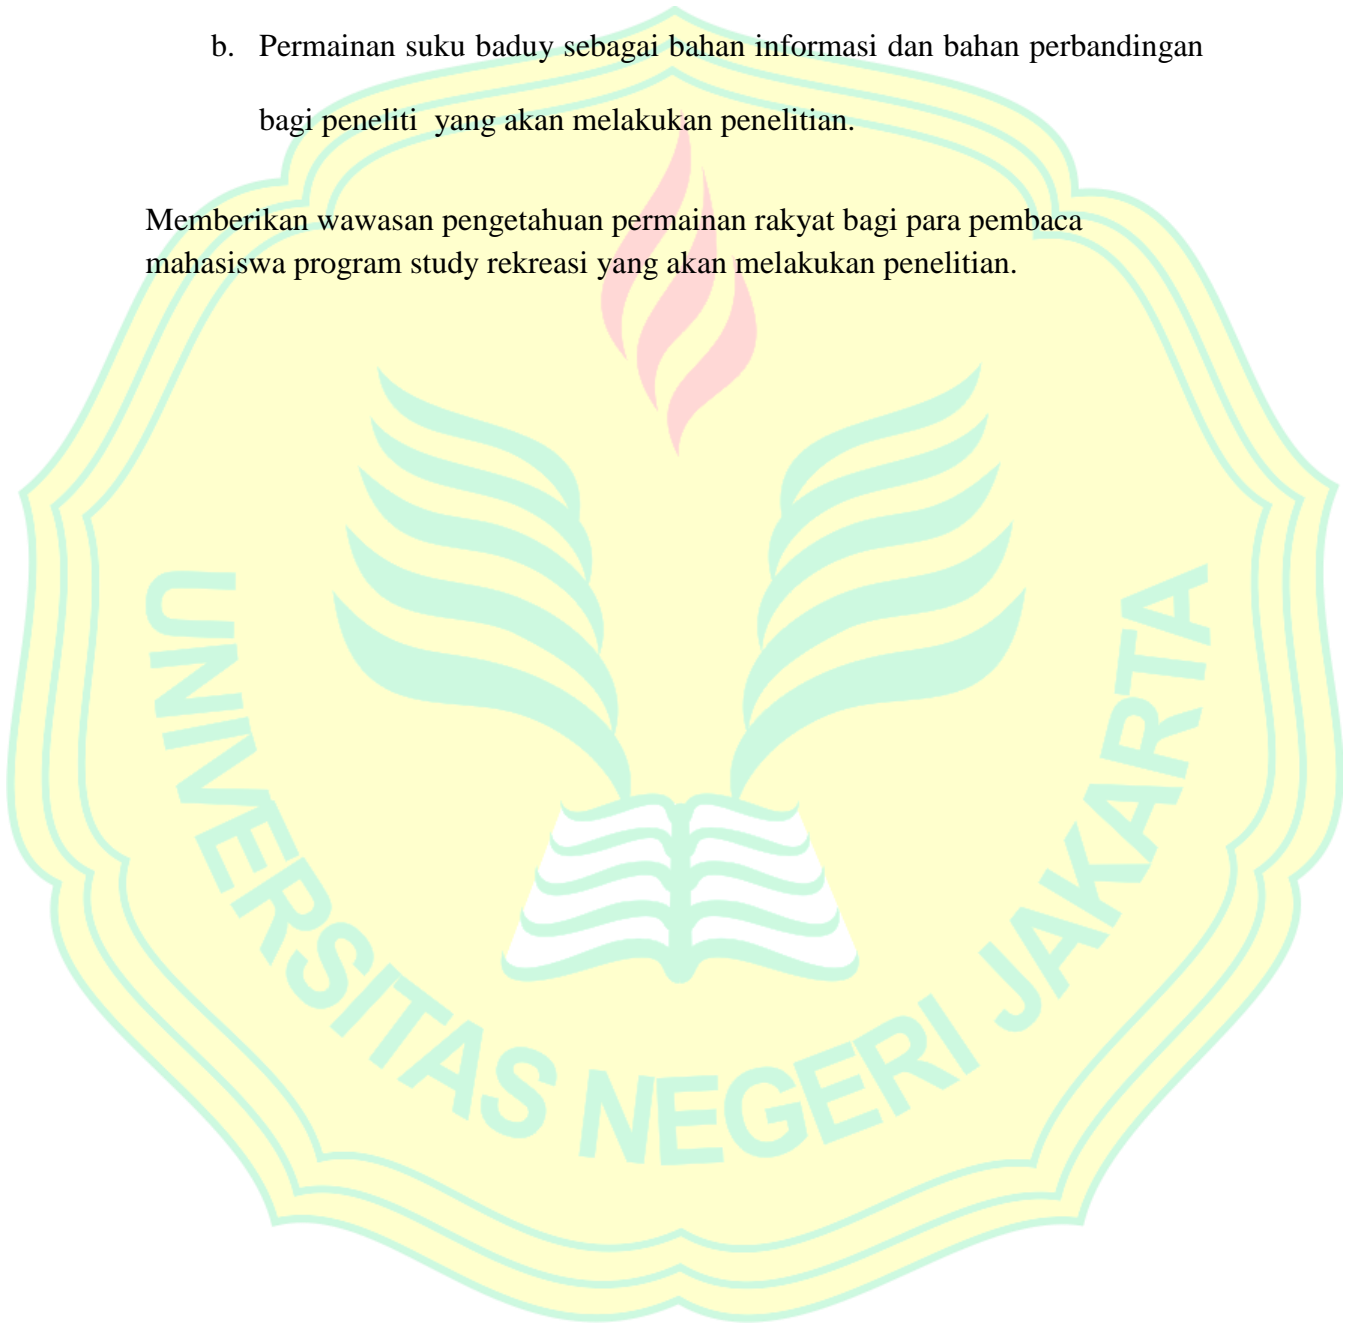 b. Permainan suku baduy sebagai bahan informasi dan bahan perbandingan
bagi peneliti  yang akan melakukan penelitian.
Memberikan wawasan pengetahuan permainan rakyat bagi para pembaca
mahasiswa program study rekreasi yang akan melakukan penelitian.
UNIVERSITAS NEGERI JAKARTA